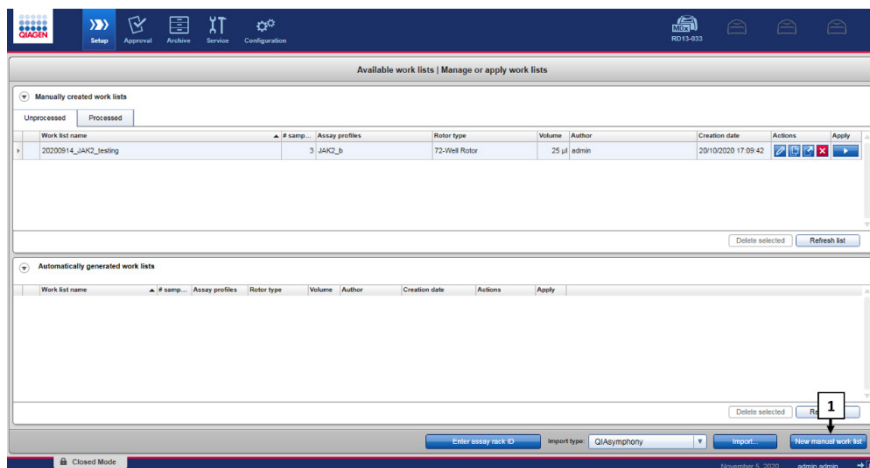 QIAGEN
Setup Approval Archive Service Configuration
MDx
RD13-033
Available work lists | Manage or apply work lists
Manually created work lists
Unprocessed Processed
Work list name # samp... Assay profiles Rotor type Volume Author Creation date Actions Apply
20200914_JAK2_testing 3 JAK2_b 72-Well Rotor 25 µl admin 20/10/2020 17:09:42
Delete selected Refresh list
Automatically generated work lists
Work list name # samp... Assay profiles Rotor type Volume Author Creation date Actions Apply
1
Delete selected
Enter assay rack ID Import type: QIAsymphony Import... New manual work list
Closed Mode November 5, 2020 admin admin